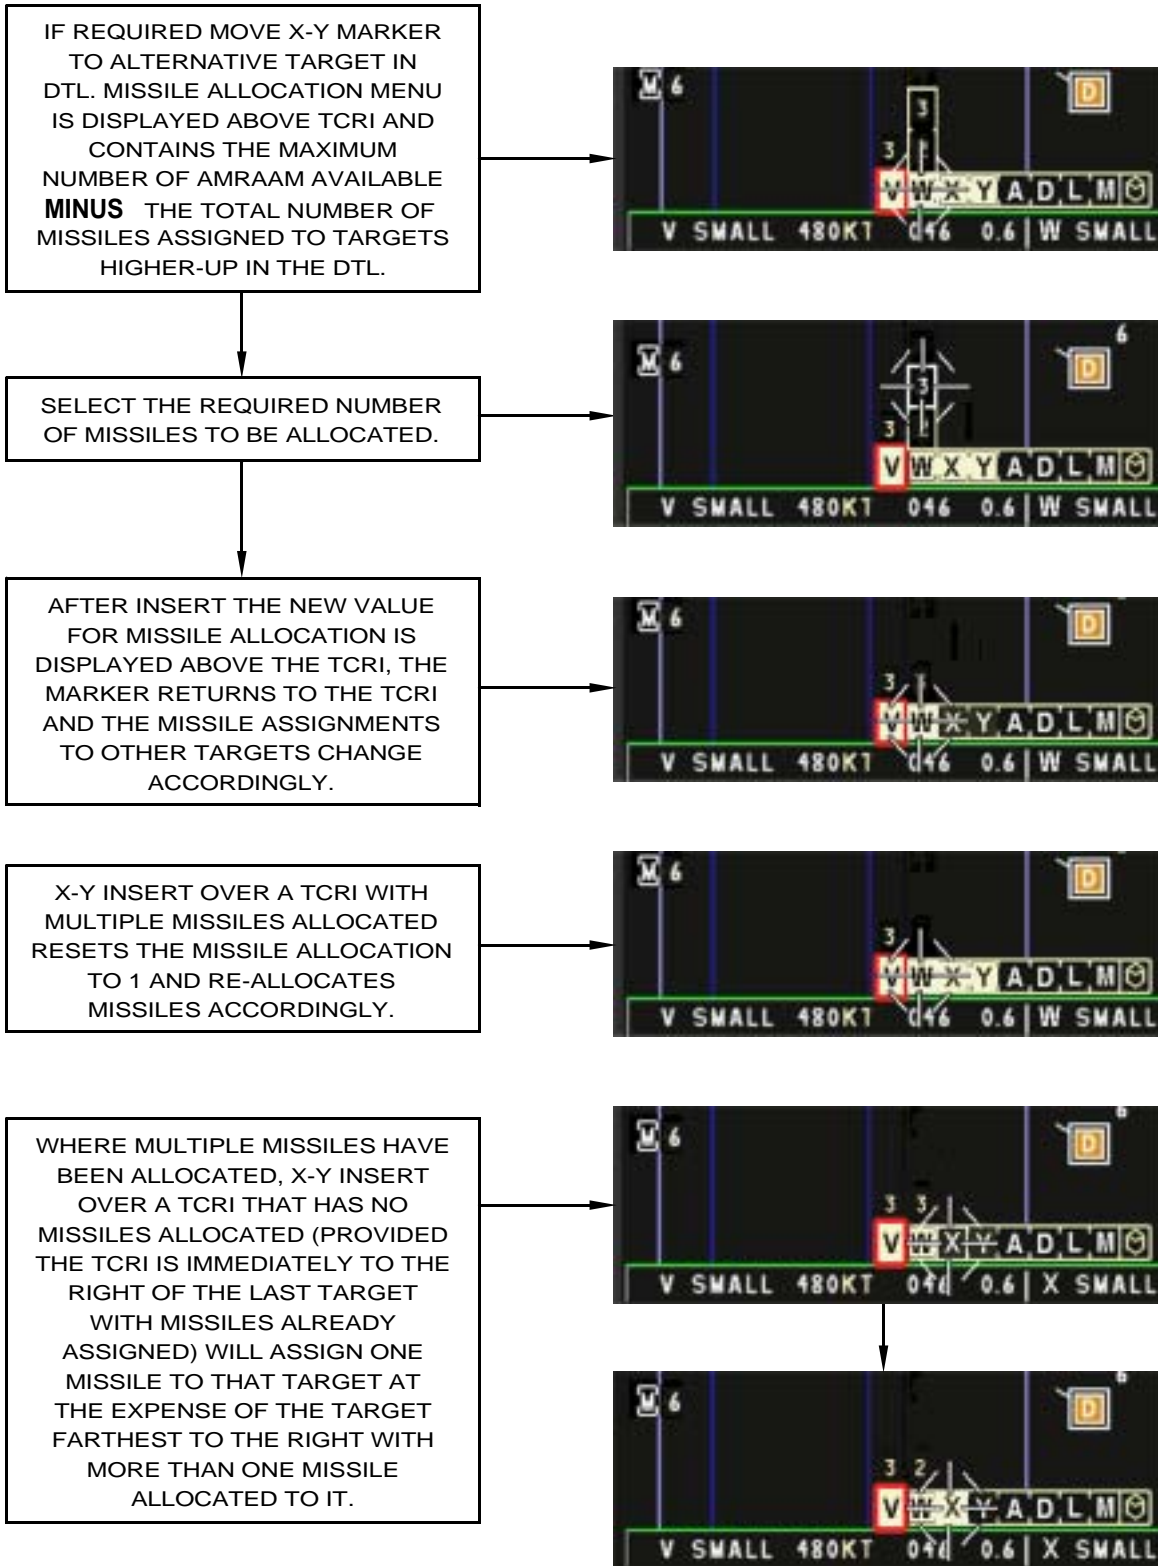 IF REQUIRED MOVE X-Y MARKER
TO ALTERNATIVE TARGET IN
DTL. MISSILE ALLOCATION MENU
IS DISPLAYED ABOVE TCRI AND
CONTAINS THE MAXIMUM
NUMBER OF AMRAAM AVAILABLE
MINUS THE TOTAL NUMBER OF
MISSILES ASSIGNED TO TARGETS
HIGHER-UP IN THE DTL.
M 6
D
3
3
V W X Y A D L M
V SMALL 480KT 046 0.6 W SMALL
SELECT THE REQUIRED NUMBER
OF MISSILES TO BE ALLOCATED.
6
M 6
D
3
3
V W X Y A D L M
V SMALL 480KT 046 0.6 W SMALL
AFTER INSERT THE NEW VALUE
FOR MISSILE ALLOCATION IS
DISPLAYED ABOVE THE TCRI, THE
MARKER RETURNS TO THE TCRI
AND THE MISSILE ASSIGNMENTS
TO OTHER TARGETS CHANGE
ACCORDINGLY.
M 6
D
3
V W X Y A D L M
V SMALL 480KT 046 0.6 W SMALL
X-Y INSERT OVER A TCRI WITH
MULTIPLE MISSILES ALLOCATED
RESETS THE MISSILE ALLOCATION
TO 1 AND RE-ALLOCATES
MISSILES ACCORDINGLY.
M 6
D
3
V W X Y A D L M
V SMALL 480KT 046 0.6 W SMALL
WHERE MULTIPLE MISSILES HAVE
BEEN ALLOCATED, X-Y INSERT
OVER A TCRI THAT HAS NO
MISSILES ALLOCATED (PROVIDED
THE TCRI IS IMMEDIATELY TO THE
RIGHT OF THE LAST TARGET
WITH MISSILES ALREADY
ASSIGNED) WILL ASSIGN ONE
MISSILE TO THAT TARGET AT
THE EXPENSE OF THE TARGET
FARTHEST TO THE RIGHT WITH
MORE THAN ONE MISSILE
ALLOCATED TO IT.
6
M 6
D
3 3
V W X Y A D L M
V SMALL 480KT 046 0.6 X SMALL
M 6
D
3 2
V W X Y A D L M
V SMALL 480KT 046 0.6 X SMALL